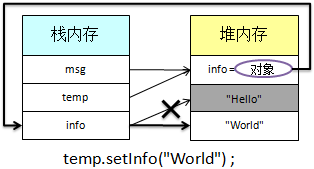 栈内存 堆内存
msg info = 对象
temp "Hello"
info "World"
temp.setInfo("World") ;